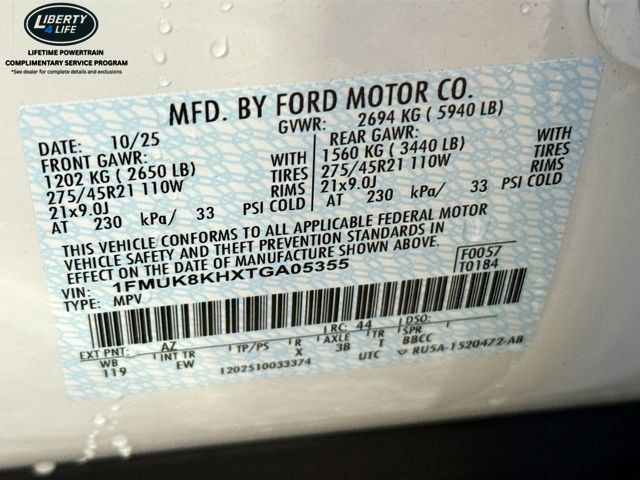 LIBERTY
4 LIFE
LIFETIME POWERTRAIN
COMPLIMENTARY SERVICE PROGRAM
*See dealer for complete details and exclusions
MFD. BY FORD MOTOR CO.
DATE: 10/25 GVWR: 2694 KG ( 5940 LB)
FRONT GAWR: REAR GAWR:
1202 KG ( 2650 LB) WITH 1560 KG ( 3440 LB) WITH
275/45R21 110W TIRES 275/45R21 110W TIRES
21x9.0J RIMS 21x9.0J RIMS
AT 230 kPa/ 33 PSI COLD AT 230 kPa/ 33 PSI COLD
THIS VEHICLE CONFORMS TO ALL APPLICABLE FEDERAL MOTOR
VEHICLE SAFETY AND THEFT PREVENTION STANDARDS IN
EFFECT ON THE DATE OF MANUFACTURE SHOWN ABOVE.
VIN: 1FMUK8KHXTGA05355 F0057
TYPE: MPV T0184
EXT PNT: AZ RC: 44 DSO:
WB INT TR TP/PS R AXLE TR SPR
119 EW X 3B T BBCC
1202510033374 UTC ▽ RU5A-1520472-AB